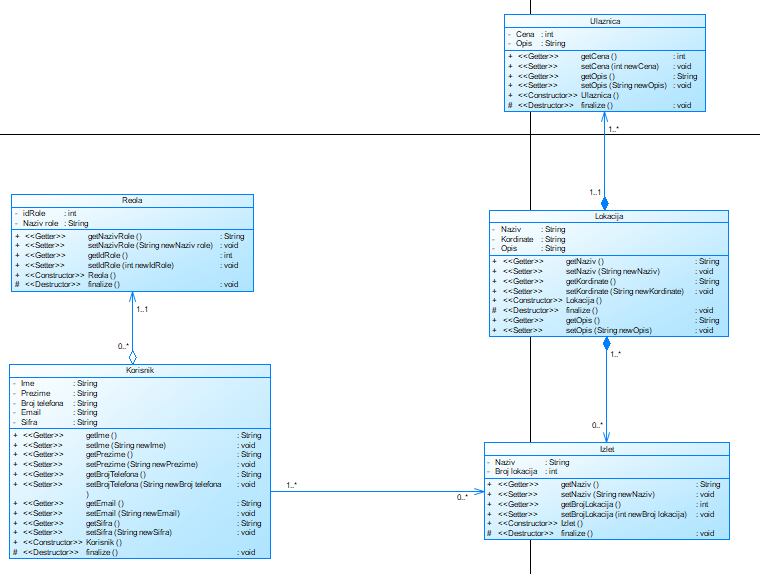 Ulaznica
- Cena : int
- Opis : String
+ <<Getter>> getCena () : int
+ <<Setter>> setCena (int newCena) : void
+ <<Getter>> getOpis () : String
+ <<Setter>> setOpis (String newOpis) : void
+ <<Constructor>> Ulaznica ()
# <<Destructor>> finalize () : void
1..*
1..1
Lokacija
- Naziv : String
- Kordinate : String
- Opis : String
+ <<Getter>> getNaziv () : String
+ <<Setter>> setNaziv (String newNaziv) : void
+ <<Getter>> getKordinate () : String
+ <<Setter>> setKordinate (String newKordinate) : void
+ <<Constructor>> Lokacija ()
# <<Destructor>> finalize () : void
+ <<Getter>> getOpis () : String
+ <<Setter>> setOpis (String newOpis) : void
Reola
- idRole : int
- Naziv role : String
+ <<Getter>> getNazivRole () : String
+ <<Setter>> setNazivRole (String newNaziv role) : void
+ <<Getter>> getIdRole () : int
+ <<Setter>> setIdRole (int newIdRole) : void
+ <<Constructor>> Reola ()
# <<Destructor>> finalize () : void
1..1
0..*
Korisnik
- Ime : String
- Prezime : String
- Broj telefona : String
- Email : String
- Sifra : String
+ <<Getter>> getIme () : String
+ <<Setter>> setIme (String newIme) : void
+ <<Getter>> getPrezime () : String
+ <<Setter>> setPrezime (String newPrezime) : void
+ <<Getter>> getBrojTelefona () : String
+ <<Setter>> setBrojTelefona (String newBroj telefona : void
)
+ <<Getter>> getEmail () : String
+ <<Setter>> setEmail (String newEmail) : void
+ <<Getter>> getSifra () : String
+ <<Setter>> setSifra (String newSifra) : void
+ <<Constructor>> Korisnik ()
# <<Destructor>> finalize () : void
1..*
0..*
1..*
0..*
Izlet
- Naziv : String
- Broj lokacija : int
+ <<Getter>> getNaziv () : String
+ <<Setter>> setNaziv (String newNaziv) : void
+ <<Getter>> getBrojLokacija () : int
+ <<Setter>> setBrojLokacija (int newBroj lokacija) : void
+ <<Constructor>> Izlet ()
# <<Destructor>> finalize () : void